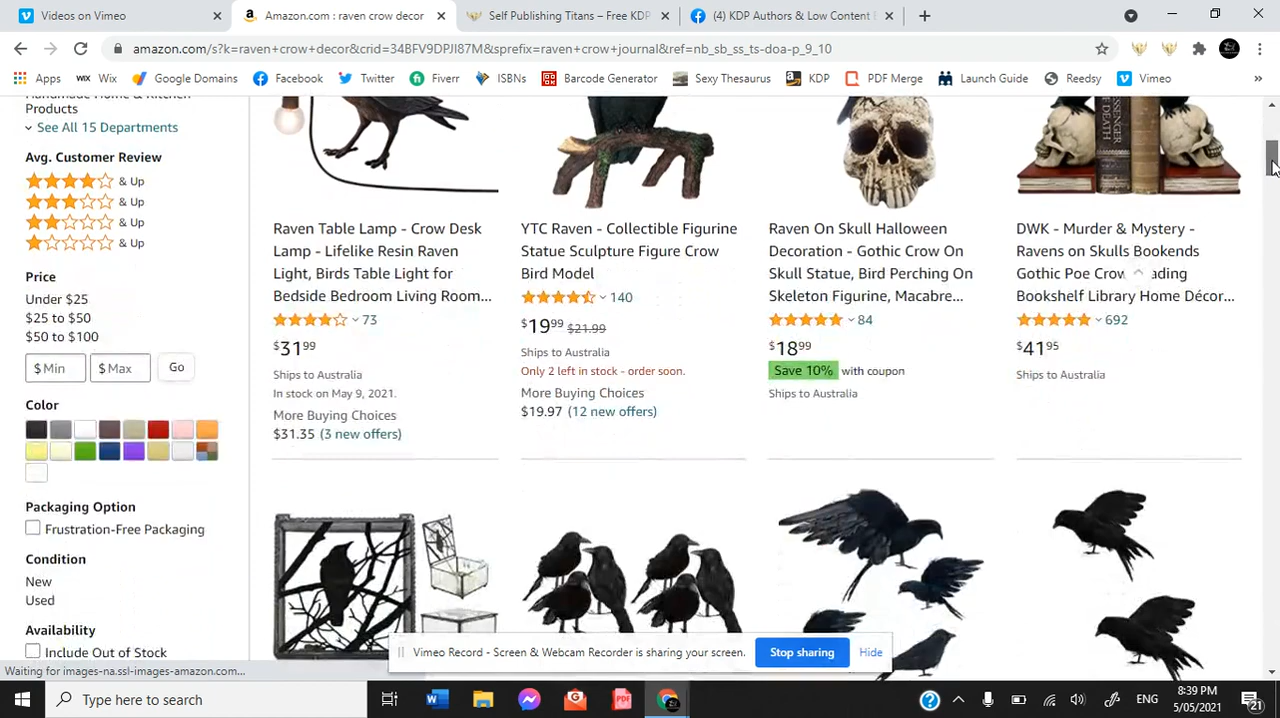 Videos on Vimeo
Amazon.com : raven crow decor
Self Publishing Titans – Free KDP
(4) KDP Authors & Low Content
amazon.com/s?k=raven+crow+decor&crid=34BFV9DPJI87M&sprefix=raven+crow+journal&ref=nb_sb_ss_ts-doa-p_9_10
Apps
WIX Wix
Google Domains
Facebook
Twitter
Fiverr
ISBNs
Barcode Generator
Sexy Thesaurus
KDP
PDF Merge
Launch Guide
Reedsy
Vimeo
»
Handmade Home & Kitchen
Products
See All 15 Departments
Avg. Customer Review
& Up
& Up
& Up
& Up
Price
Under $25
$25 to $50
$50 to $100
$ Min
$ Max
Go
Color
Packaging Option
Frustration-Free Packaging
Condition
New
Used
Availability
Include Out of Stock
Raven Table Lamp - Crow Desk
Lamp - Lifelike Resin Raven
Light, Birds Table Light for
Bedside Bedroom Living Room...
73
$31.99
Ships to Australia
In stock on May 9, 2021.
More Buying Choices
$31.35 (3 new offers)
YTC Raven - Collectible Figurine
Statue Sculpture Figure Crow
Bird Model
140
$19.99 $21.99
Ships to Australia
Only 2 left in stock - order soon.
More Buying Choices
$19.97 (12 new offers)
Raven On Skull Halloween
Decoration - Gothic Crow On
Skull Statue, Bird Perching On
Skeleton Figurine, Macabre...
84
$18.99
Save 10% with coupon
Ships to Australia
DWK - Murder & Mystery -
Ravens on Skulls Bookends
Gothic Poe Crow
Bookshelf Library Home Décor...
692
$41.95
Ships to Australia
Vimeo Record - Screen & Webcam Recorder is sharing your screen.
Stop sharing
Hide
Waiting for images-na.ssl-images-amazon.com...
Type here to search
ENG
8:39 PM
5/05/2021
21